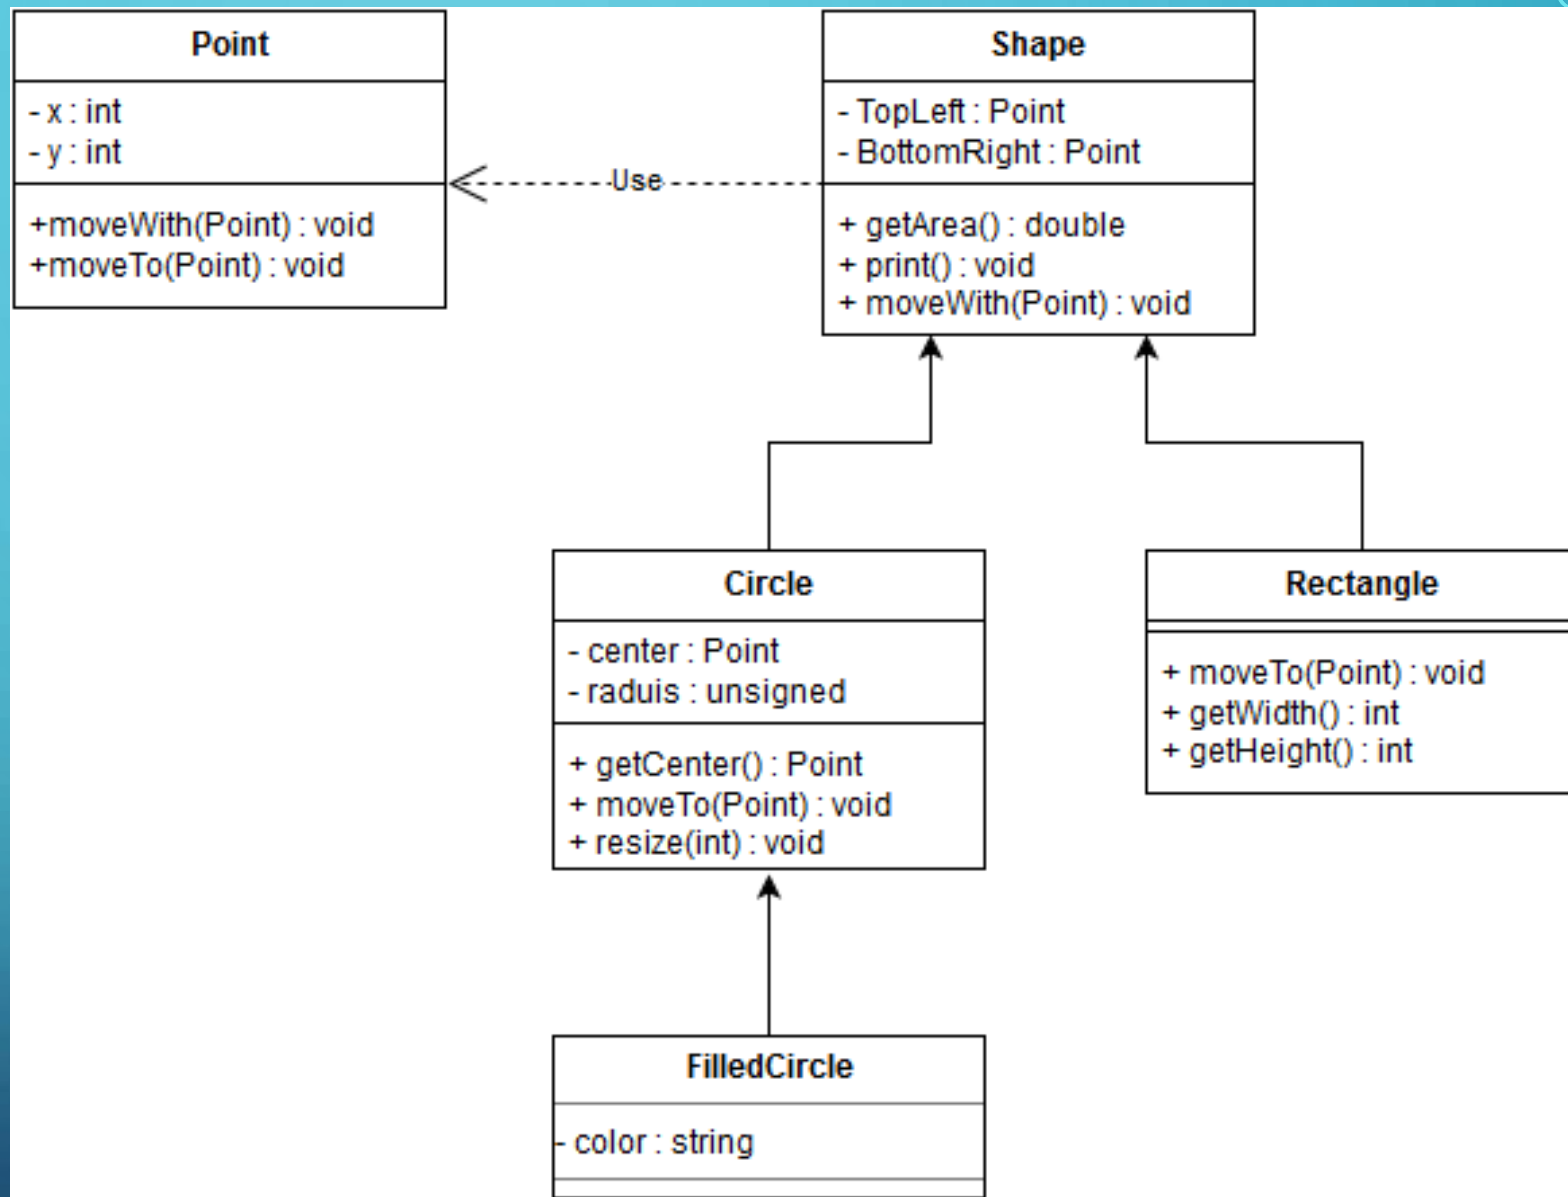 Point
- x : int
- y : int
+moveWith(Point) : void
+moveTo(Point) : void
Use
Shape
- TopLeft : Point
- BottomRight : Point
+ getArea() : double
+ print() : void
+ moveWith(Point) : void
Circle
- center : Point
- raduis : unsigned
+ getCenter() : Point
+ moveTo(Point) : void
+ resize(int) : void
Rectangle
+ moveTo(Point) : void
+ getWidth() : int
+ getHeight() : int
FilledCircle
- color : string